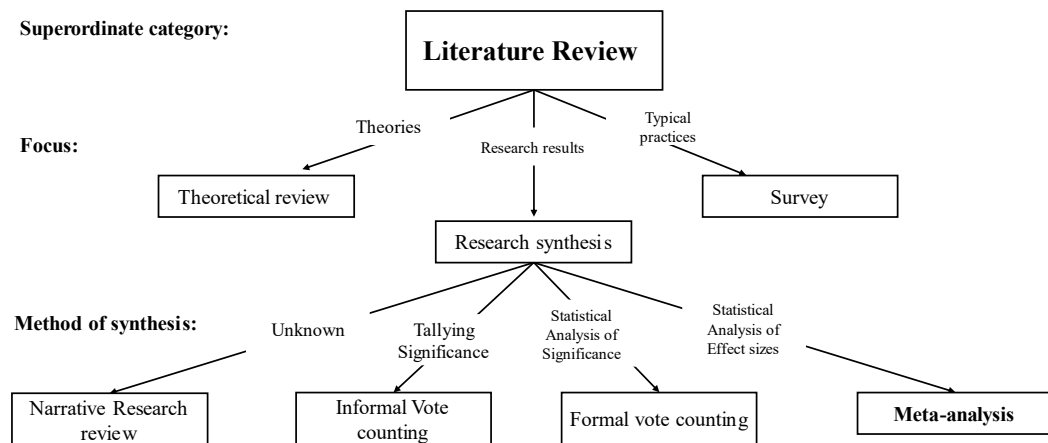 Superordinate category:
Literature Review
Theories
Typical
practices
Focus:
Research results
Theoretical review
Survey
Research synthesis
Method of synthesis:
Unknown
Tallying
Significance
Statistical
Analysis of
Significance
Statistical
Analysis of
Effect sizes
Narrative Research
review
Informal Vote
counting
Formal vote counting
Meta-analysis